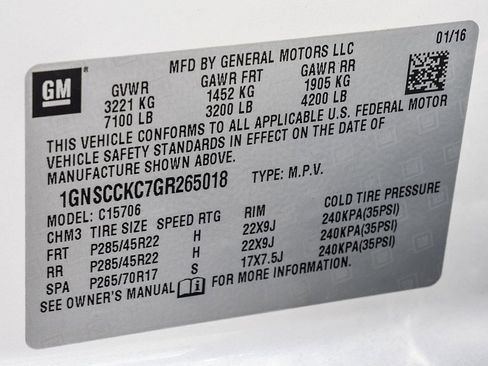 MFD BY GENERAL MOTORS LLC 01/16
GM
GVWR GAWR FRT GAWR RR
3221 KG 1452 KG 1905 KG
7100 LB 3200 LB 4200 LB
THIS VEHICLE CONFORMS TO ALL APPLICABLE U.S. FEDERAL MOTOR
VEHICLE SAFETY STANDARDS IN EFFECT ON THE DATE OF
MANUFACTURE SHOWN ABOVE.
1GNSCCKC7GR265018 TYPE: M.P.V.
MODEL: C15706
CHM3 TIRE SIZE SPEED RTG RIM COLD TIRE PRESSURE
FRT P285/45R22 H 22X9J 240KPA(35PSI)
RR P285/45R22 H 22X9J 240KPA(35PSI)
SPA P265/70R17 S 17X7.5J 240KPA(35PSI)
SEE OWNER'S MANUAL FOR MORE INFORMATION.